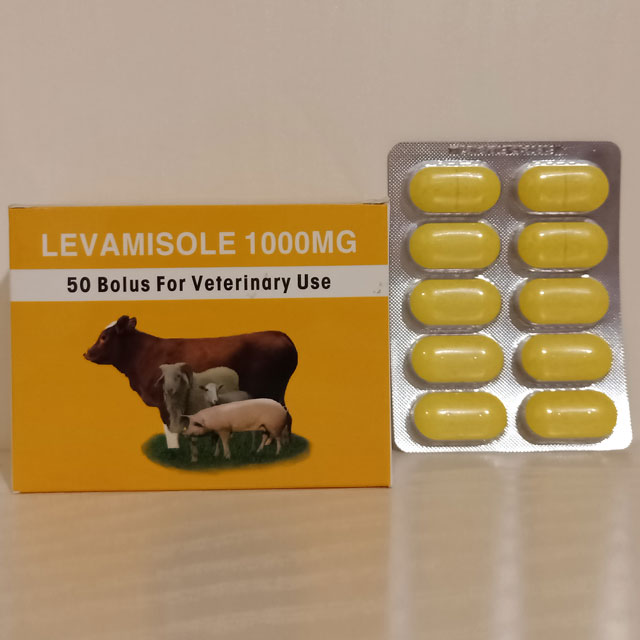 LEVAMISOLE 1000MG
50 Bolus For Veterinary Use